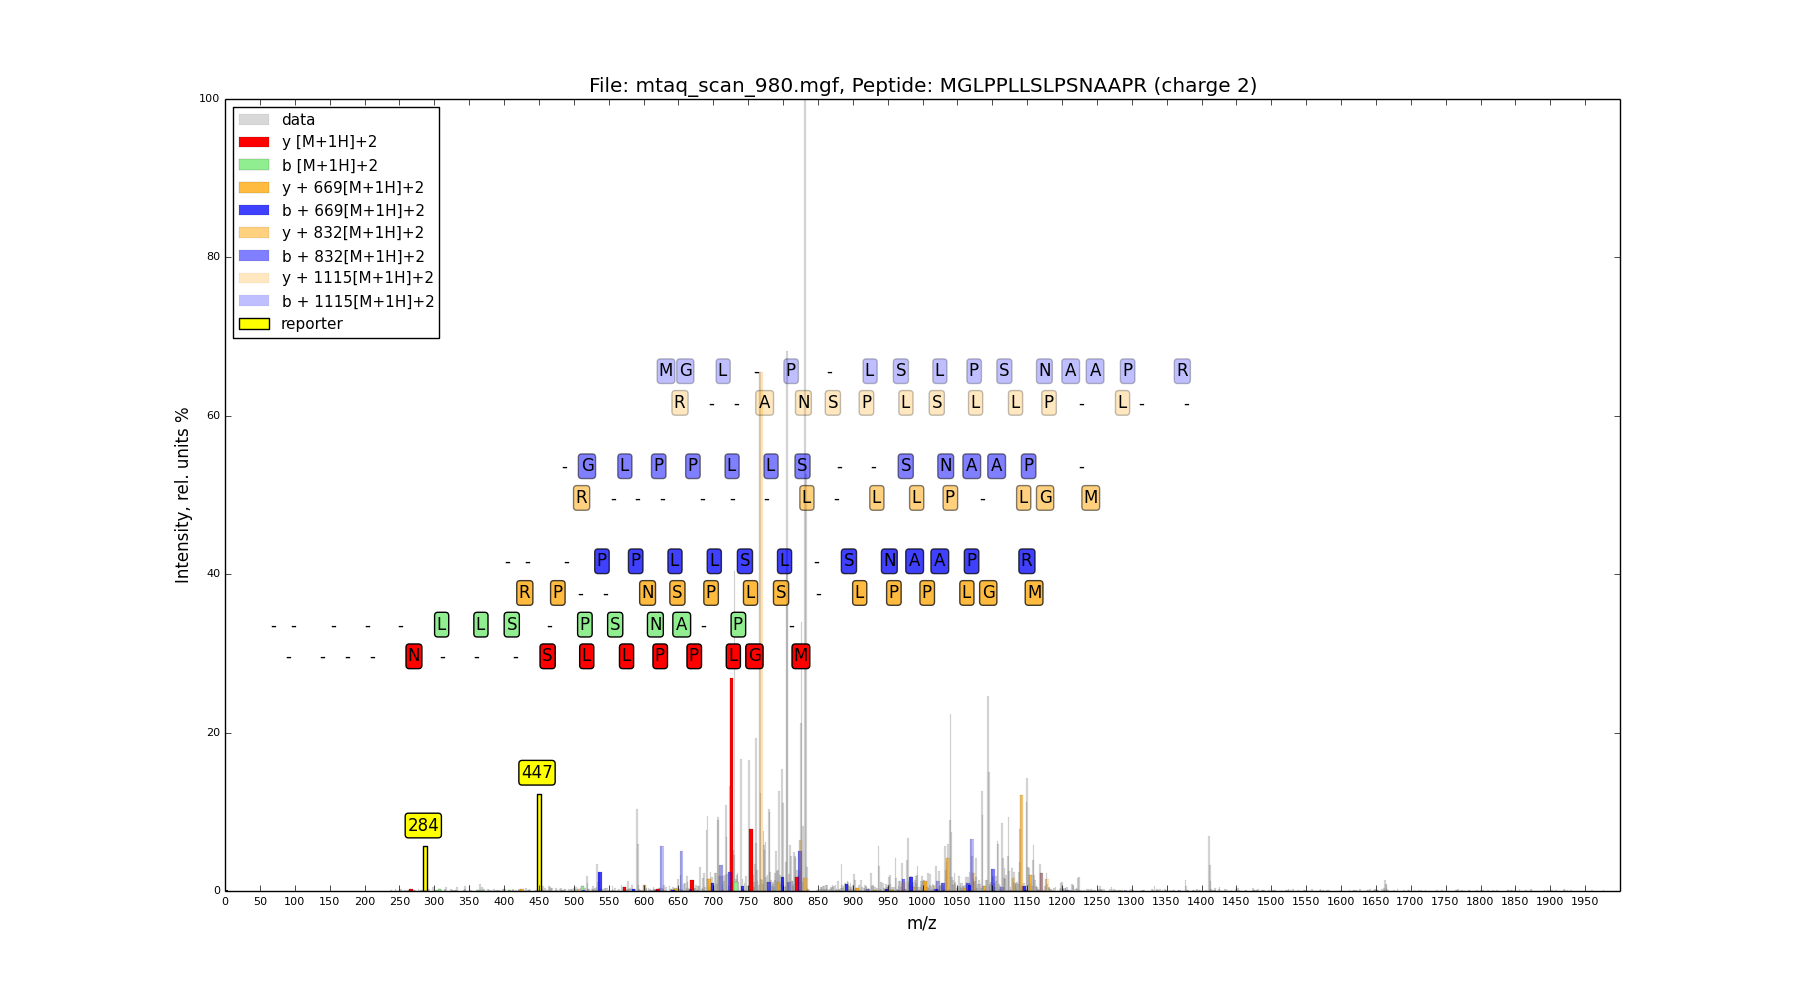 File: mtaq_scan_980.mgf, Peptide: MGLPPLLSLPSNAAPR (charge 2)
100
data
y [M+1H]+2
b [M+1H]+2
y + 669[M+1H]+2
b + 669[M+1H]+2
y + 832[M+1H]+2
b + 832[M+1H]+2
y + 1115[M+1H]+2
b + 1115[M+1H]+2
reporter
80
60
40
20
0
Intensity, rel. units %
M G L - P - L S L P S N A A P R
R - - A N S P L S L L P - L - -
- G L P P L L S - - S N A A P -
R - - - - - - L - L L P - L G M
- - - P P L L S L - S N A A P R
R P - - N S P L S - L P P L G M
- - - - - L L S - P S N A - P -
- - - - N - - - S L L P P L G M
447
284
0 50 100 150 200 250 300 350 400 450 500 550 600 650 700 750 800 850 900 950 1000 1050 1100 1150 1200 1250 1300 1350 1400 1450 1500 1550 1600 1650 1700 1750 1800 1850 1900 1950
m/z